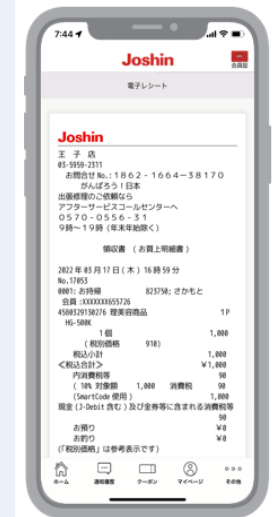 7:44
Joshin
会員証
電子レシート
Joshin
王 子 店
03-5959-2311
お問合せ No.:1862-1664-38170
がんばろう!日本
出張修理のご依頼なら
アフターサービスコールセンターへ
0570-0556-31
9時～19時(年末年始除く)
領収書 (お買上明細書)
2022年03月17日(木)16時59分
No.17053
0001:お持帰 823750:さかもと
会員:XXXXXXX655726
4580329130276 理美容商品 1P
HG-500K
1個 1,000
(税別価格 910)
税込小計 1,000
<税込合計> ¥1,000
内消費税等 90
( 10% 対象額 1,000 消費税 90
(SmartCode 使用) 1,000
現金(J-Debit含む)及び金券等に含まれる消費税等
90
お預り ¥0
お釣り ¥0
(「税別価格」は参考表示です)
ホーム 通知履歴 クーポン マイページ その他